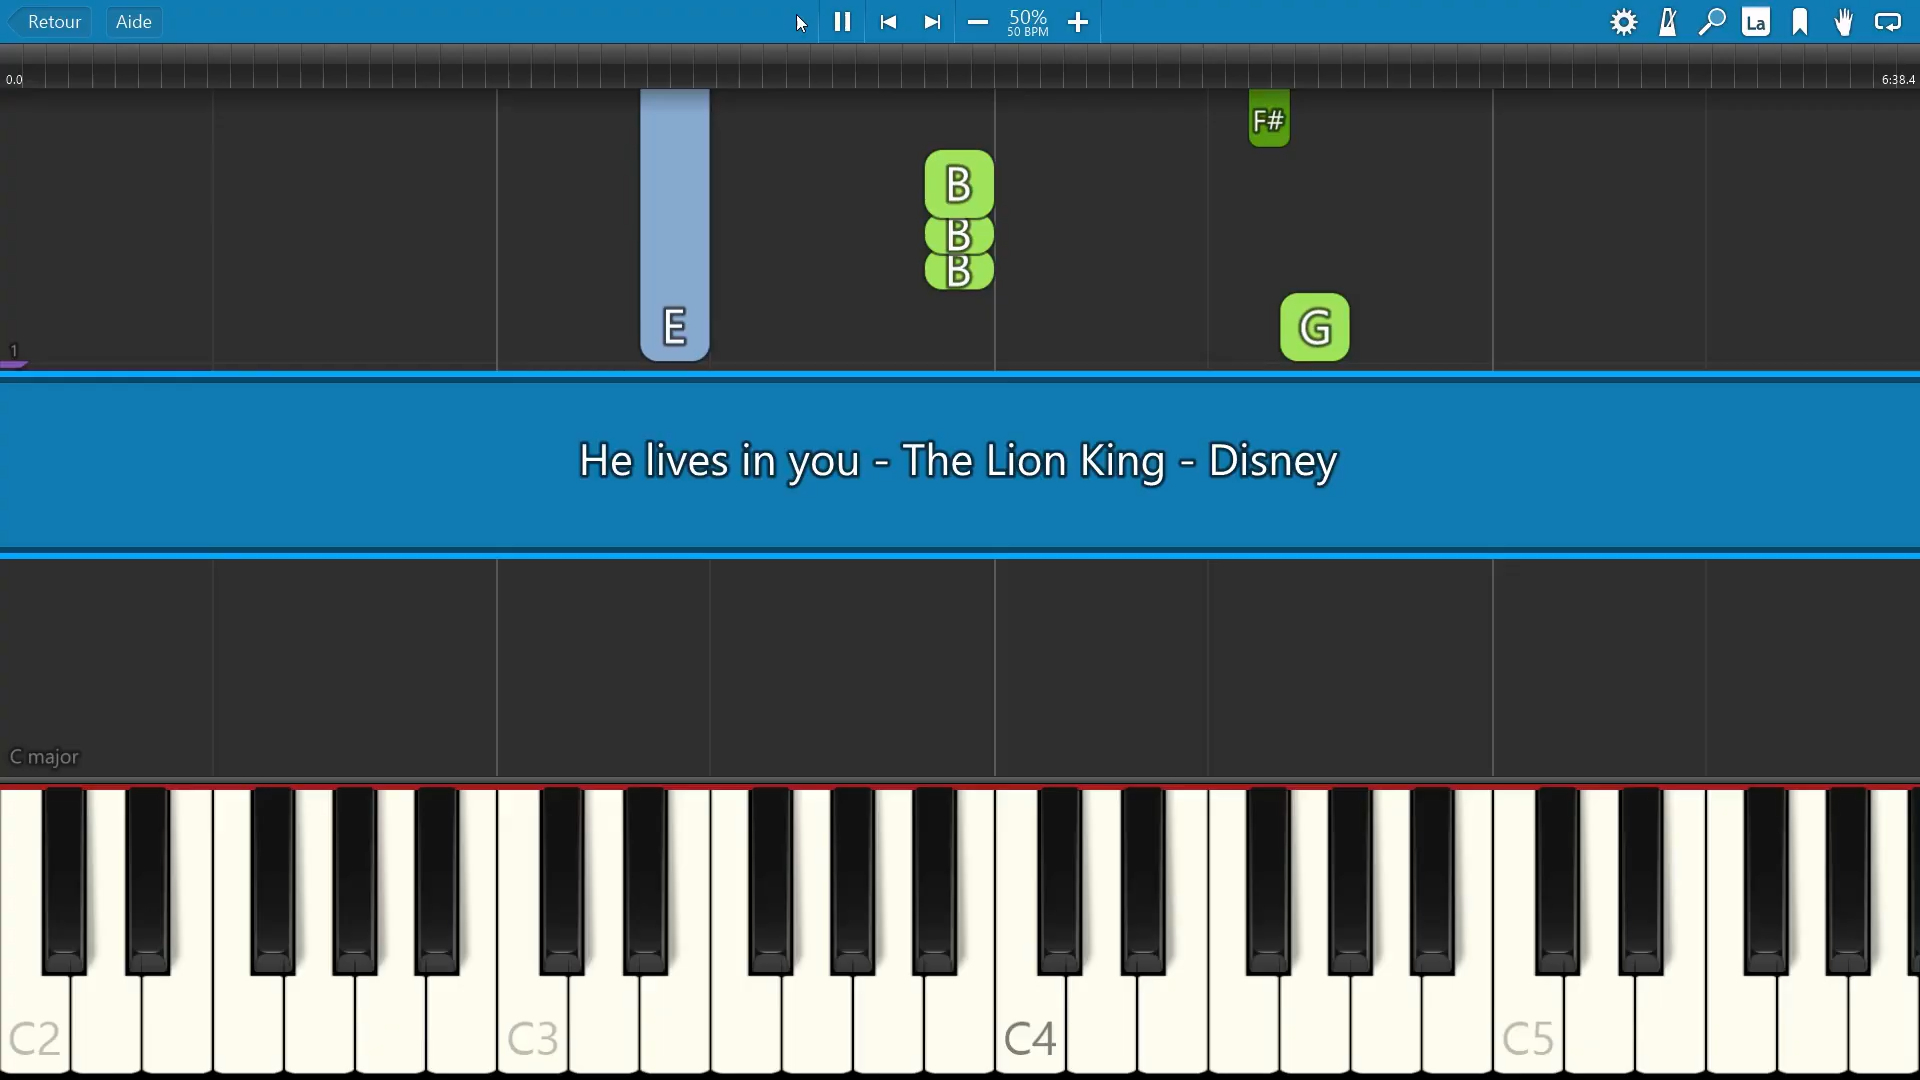 Retour
Aide
50%
50 BPM
La
0.0
6:38.4
F#
B
B
B
E
G
1
He lives in you - The Lion King - Disney
C major
C2
C3
C4
C5